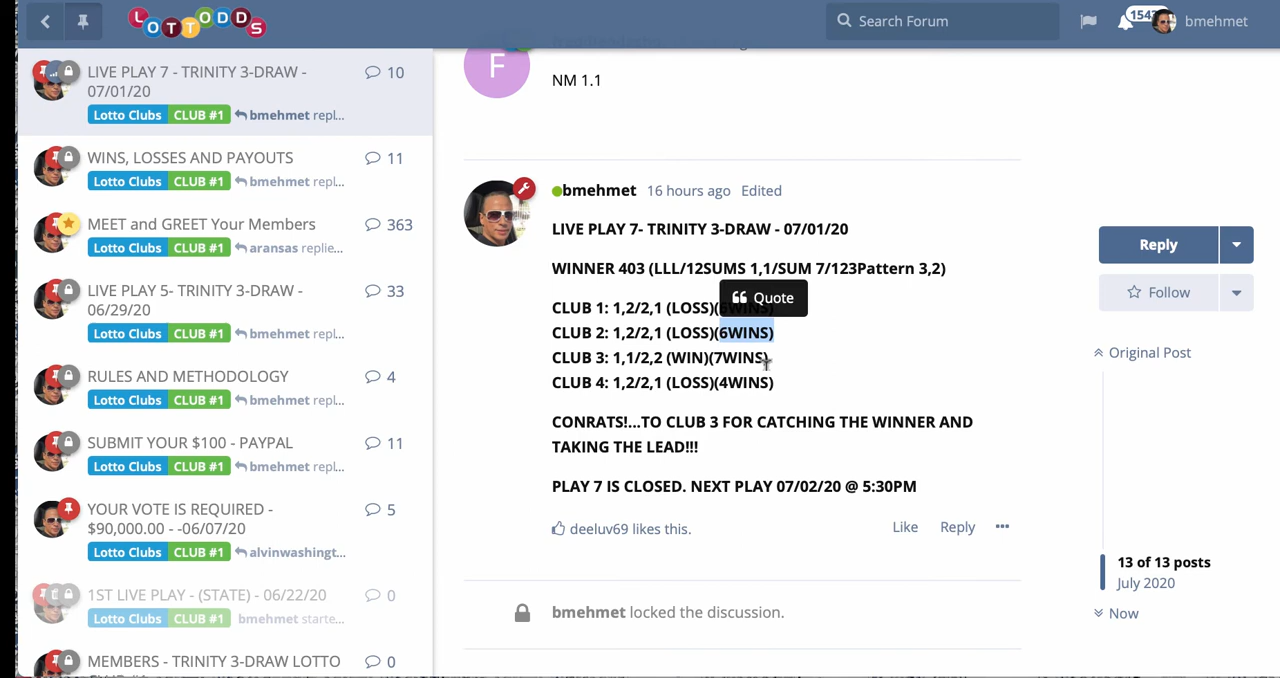 LOTTODDS
Search Forum
154
bmehmet
LIVE PLAY 7 - TRINITY 3-DRAW -
07/01/20
10
Lotto Clubs CLUB #1 bmehmet repl...
WINS, LOSSES AND PAYOUTS
11
Lotto Clubs CLUB #1 bmehmet repl...
MEET and GREET Your Members
363
Lotto Clubs CLUB #1 aransas replie...
LIVE PLAY 5- TRINITY 3-DRAW -
06/29/20
33
Lotto Clubs CLUB #1 bmehmet repl...
RULES AND METHODOLOGY
4
Lotto Clubs CLUB #1 bmehmet repl...
SUBMIT YOUR $100 - PAYPAL
11
Lotto Clubs CLUB #1 bmehmet repl...
YOUR VOTE IS REQUIRED -
$90,000.00 - -06/07/20
5
Lotto Clubs CLUB #1 alvinwashingt...
1ST LIVE PLAY - (STATE) - 06/22/20
0
Lotto Clubs CLUB #1 bmehmet starte...
MEMBERS - TRINITY 3-DRAW LOTTO
0
F
NM 1.1
bmehmet 16 hours ago Edited
LIVE PLAY 7- TRINITY 3-DRAW - 07/01/20
WINNER 403 (LLL/12SUMS 1,1/SUM 7/123Pattern 3,2)
Quote
CLUB 1: 1,2/2,1 (LOSS)(6WINS)
CLUB 2: 1,2/2,1 (LOSS)(6WINS)
CLUB 3: 1,1/2,2 (WIN)(7WINS)
CLUB 4: 1,2/2,1 (LOSS)(4WINS)
CONRATS!...TO CLUB 3 FOR CATCHING THE WINNER AND
TAKING THE LEAD!!!
PLAY 7 IS CLOSED. NEXT PLAY 07/02/20 @ 5:30PM
deeluv69 likes this.
Like Reply
bmehmet locked the discussion.
Reply
Follow
Original Post
13 of 13 posts
July 2020
Now